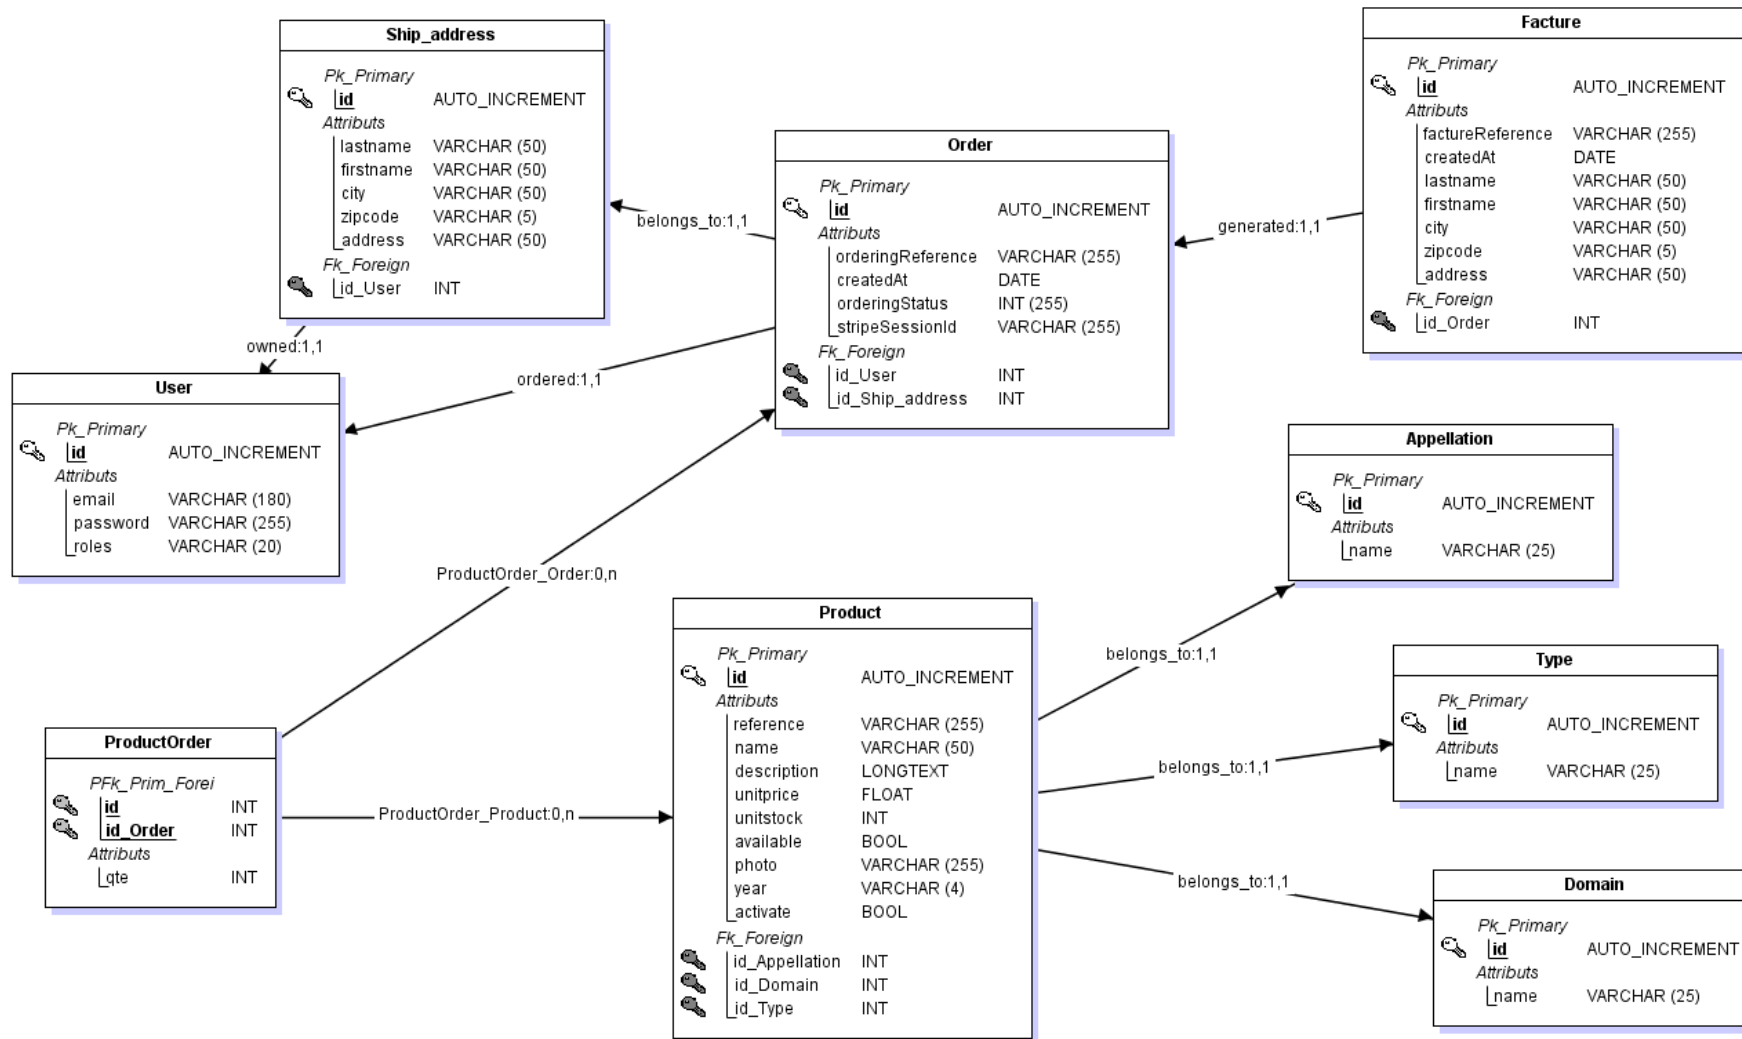 Ship_address
Pk_Primary
id AUTO_INCREMENT
Attributs
lastname VARCHAR (50)
firstname VARCHAR (50)
city VARCHAR (50)
zipcode VARCHAR (5)
address VARCHAR (50)
Fk_Foreign
id_User INT
Order
Pk_Primary
id AUTO_INCREMENT
Attributs
orderingReference VARCHAR (255)
createdAt DATE
orderingStatus INT (255)
stripeSessionId VARCHAR (255)
Fk_Foreign
id_User INT
id_Ship_address INT
Facture
Pk_Primary
id AUTO_INCREMENT
Attributs
factureReference VARCHAR (255)
createdAt DATE
lastname VARCHAR (50)
firstname VARCHAR (50)
city VARCHAR (50)
zipcode VARCHAR (5)
address VARCHAR (50)
Fk_Foreign
id_Order INT
belongs_to:1,1
generated:1,1
owned:1,1
ordered:1,1
User
Pk_Primary
id AUTO_INCREMENT
Attributs
email VARCHAR (180)
password VARCHAR (255)
roles VARCHAR (20)
Appellation
Pk_Primary
id AUTO_INCREMENT
Attributs
name VARCHAR (25)
ProductOrder_Order:0,n
Product
Pk_Primary
id AUTO_INCREMENT
Attributs
reference VARCHAR (255)
name VARCHAR (50)
description LONGTEXT
unitprice FLOAT
unitstock INT
available BOOL
photo VARCHAR (255)
year VARCHAR (4)
activate BOOL
Fk_Foreign
id_Appellation INT
id_Domain INT
id_Type INT
belongs_to:1,1
Type
Pk_Primary
id AUTO_INCREMENT
Attributs
name VARCHAR (25)
belongs_to:1,1
ProductOrder
PFk_Prim_Forei
id INT
id_Order INT
Attributs
qte INT
ProductOrder_Product:0,n
belongs_to:1,1
Domain
Pk_Primary
id AUTO_INCREMENT
Attributs
name VARCHAR (25)